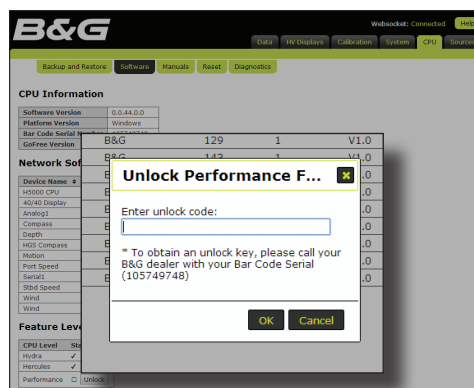 B&G
Websocket: Connected Help
Data HV Displays Calibration System CPU Sources
Backup and Restore Software Manuals Reset Diagnostics
CPU Information
Software Version 0.0.44.0.0
Platform Version Windows
Bar Code Serial Number 105749748
GoFree Version
B&G 129 1 V1.0
B&G 143 1 V1.0
Network Sof
Unlock Performance F...
Device Name
H5000 CPU
40/40 Display
Enter unlock code:
Analog1
Compass
Depth
* To obtain an unlock key, please call your
HGS Compass
B&G dealer with your Bar Code Serial
Motion
(105749748)
Port Speed
Serial1
Stbd Speed
Wind
Wind
OK Cancel
Feature Leve
CPU Level Sta
Hydra ✓
Hercules ✓
Performance Unlock